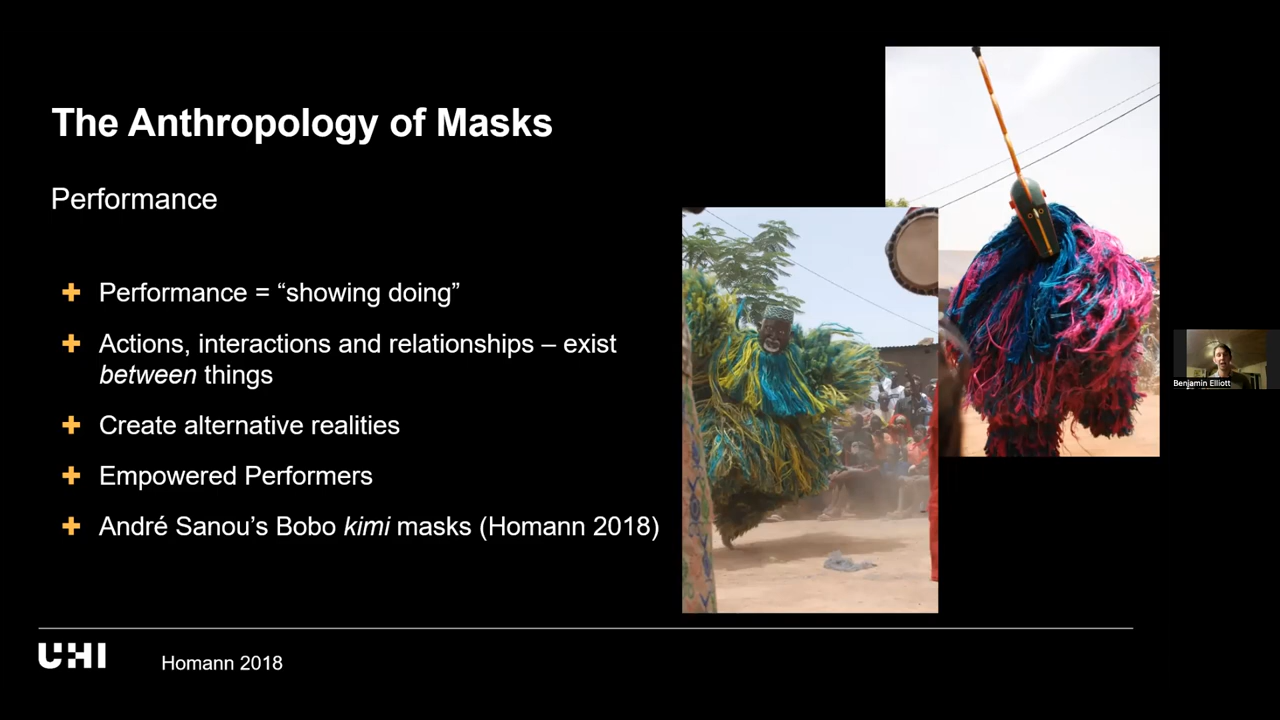 The Anthropology of Masks
Performance
Performance = “showing doing”
Actions, interactions and relationships – exist
between things
Create alternative realities
Empowered Performers
André Sanou’s Bobo kimi masks (Homann 2018)
Benjamin Elliott
UHI
Homann 2018